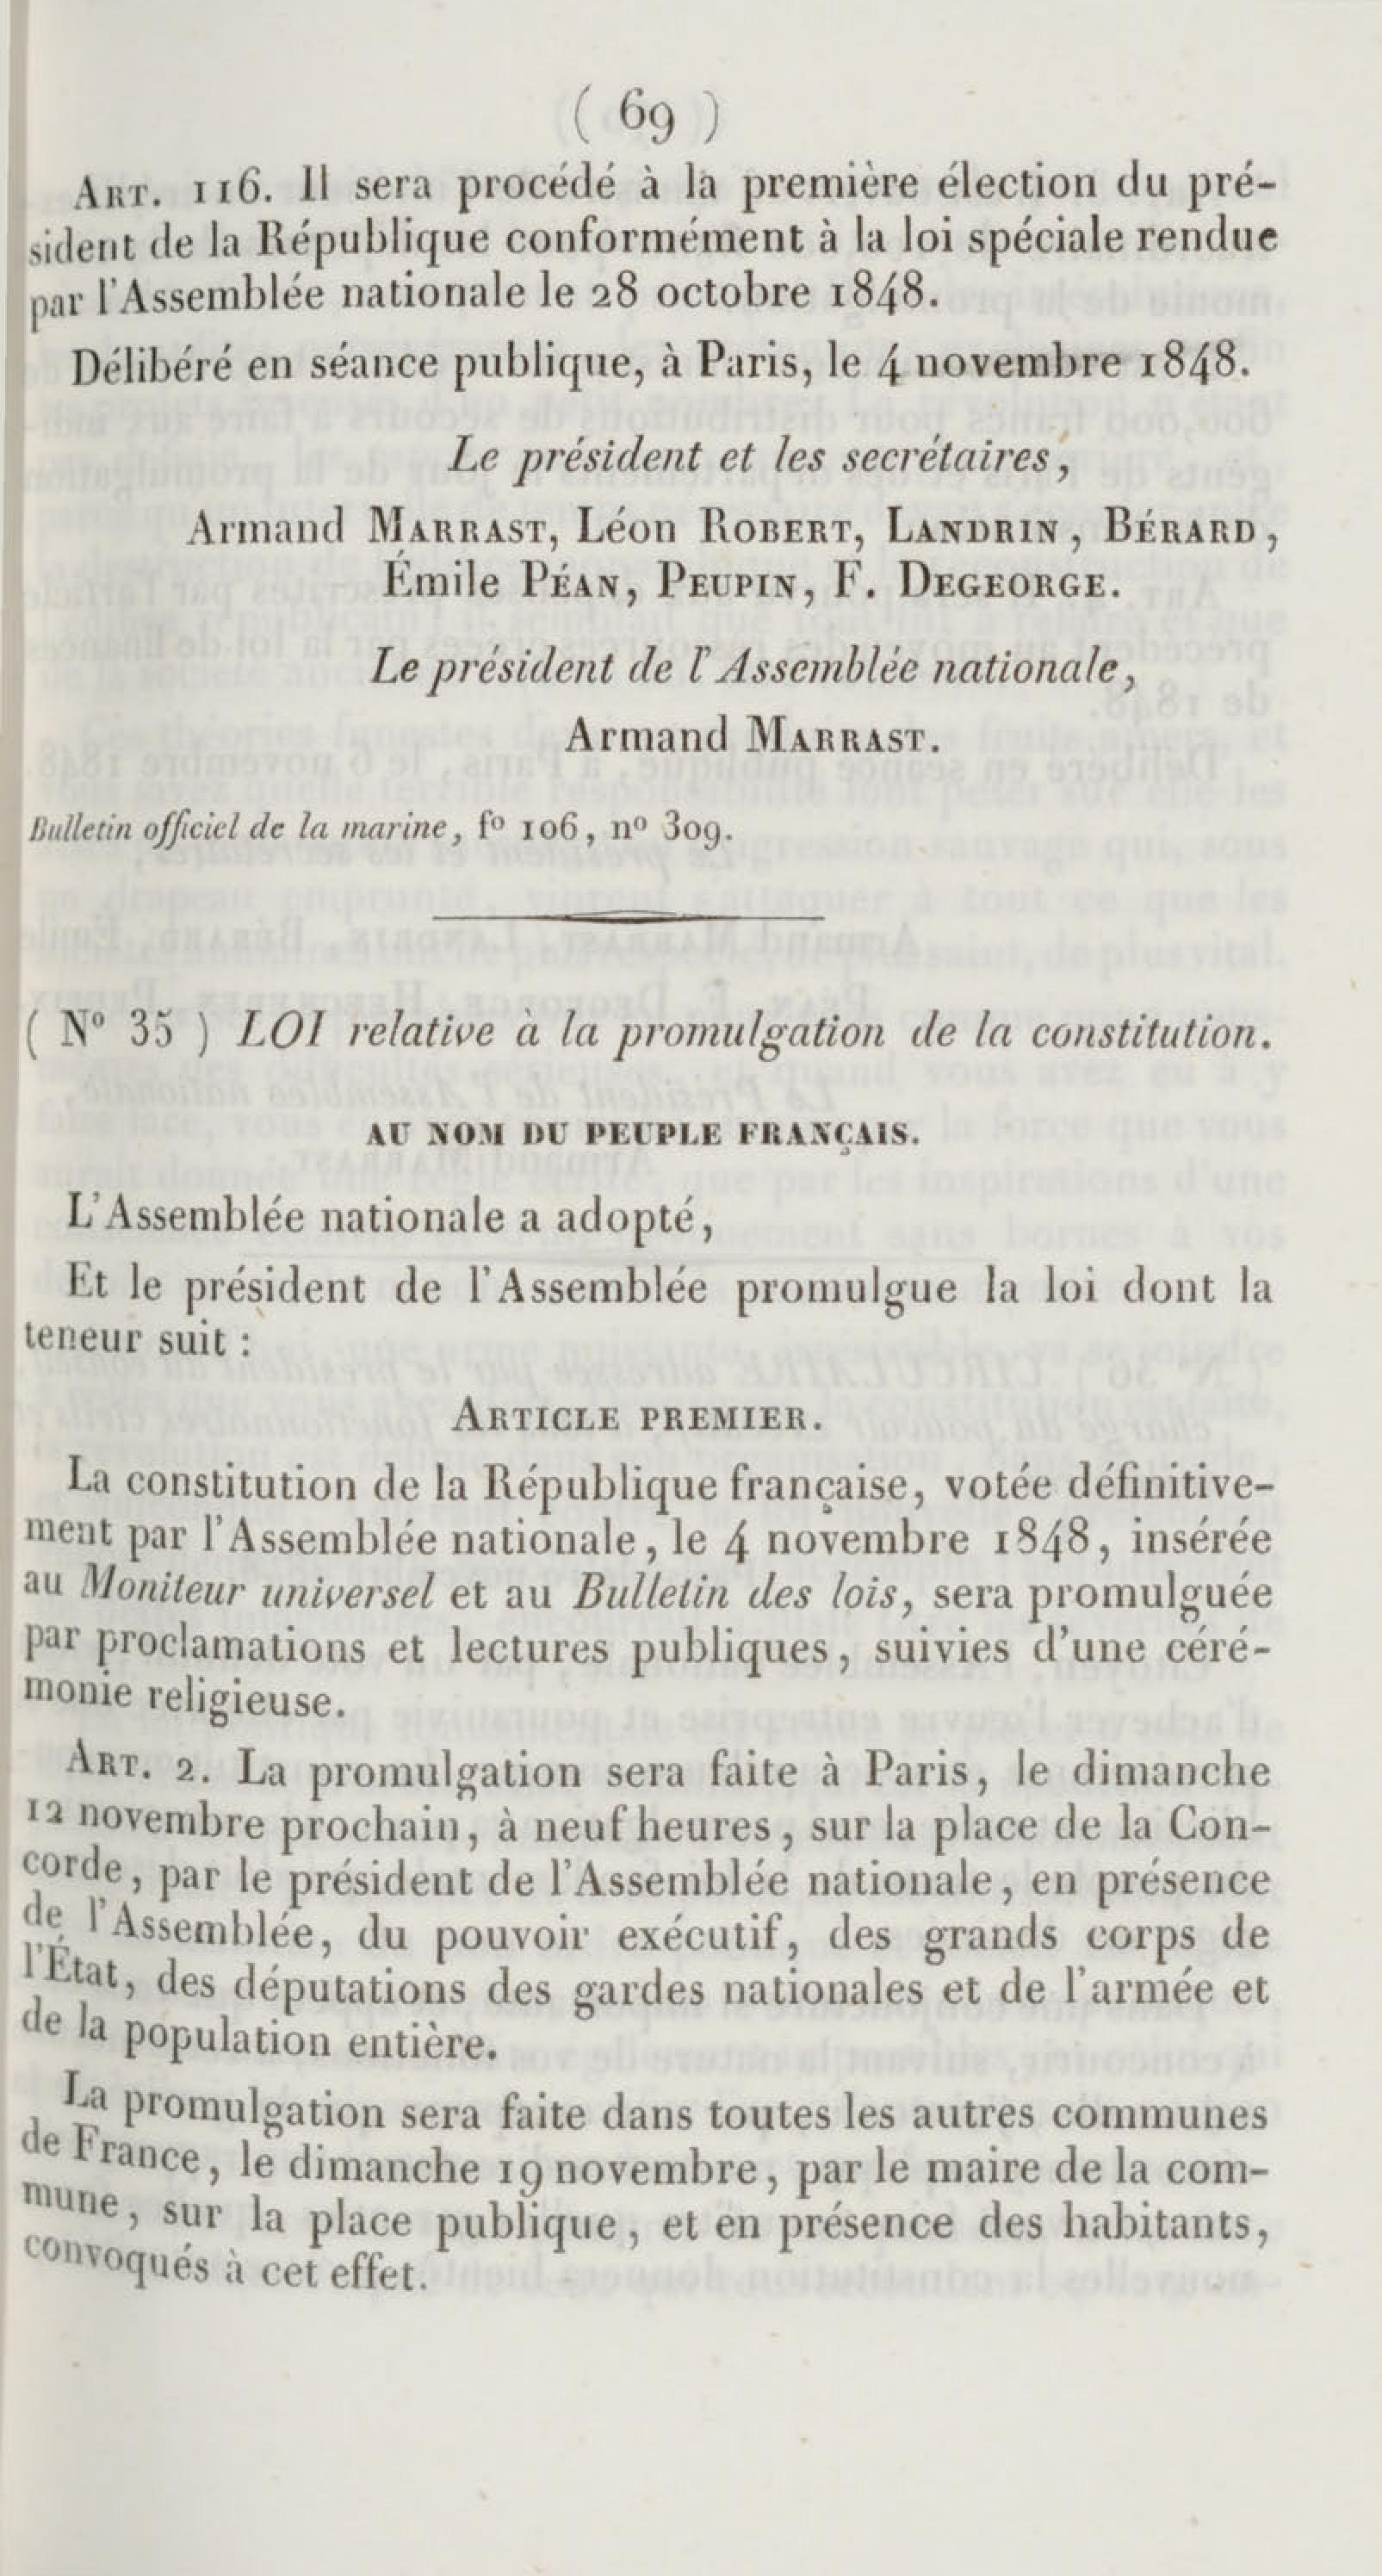 ( 69 )
ART. 116. Il sera procédé à la première élection du pré-
sident de la République conformément à la loi spéciale rendue
par l'Assemblée nationale le 28 octobre 1848.
Délibéré en séance publique, à Paris, le 4 novembre 1848.
Le président et les secrétaires,
Armand MARRAST, Léon ROBERT, LANDRIN, BÉRARD,
Émile PÉAN, PEUPIN, F. DEGEORGE.
Le président de l'Assemblée nationale,
Armand MARRAST.
Bulletin officiel de la marine, f° 106, n° 309.
( N° 35 ) LOI relative à la promulgation de la constitution.
AU NOM DU PEUPLE FRANÇAIS.
L'Assemblée nationale a adopté,
Et le président de l'Assemblée promulgue la loi dont la
teneur suit :
ARTICLE PREMIER.
La constitution de la République française, votée définitive-
ment par l'Assemblée nationale, le 4 novembre 1848, insérée
au Moniteur universel et au Bulletin des lois, sera promulguée
par proclamations et lectures publiques, suivies d'une céré-
monie religieuse.
ART. 2. La promulgation sera faite à Paris, le dimanche
12 novembre prochain, à neuf heures, sur la place de la Con-
corde, par le président de l'Assemblée nationale, en présence
de l'Assemblée, du pouvoir exécutif, des grands corps de
l'État, des députations des gardes nationales et de l'armée et
de la population entière.
La promulgation sera faite dans toutes les autres communes
de France, le dimanche 19 novembre, par le maire de la com-
mune, sur la place publique, et en présence des habitants,
convoqués à cet effet.